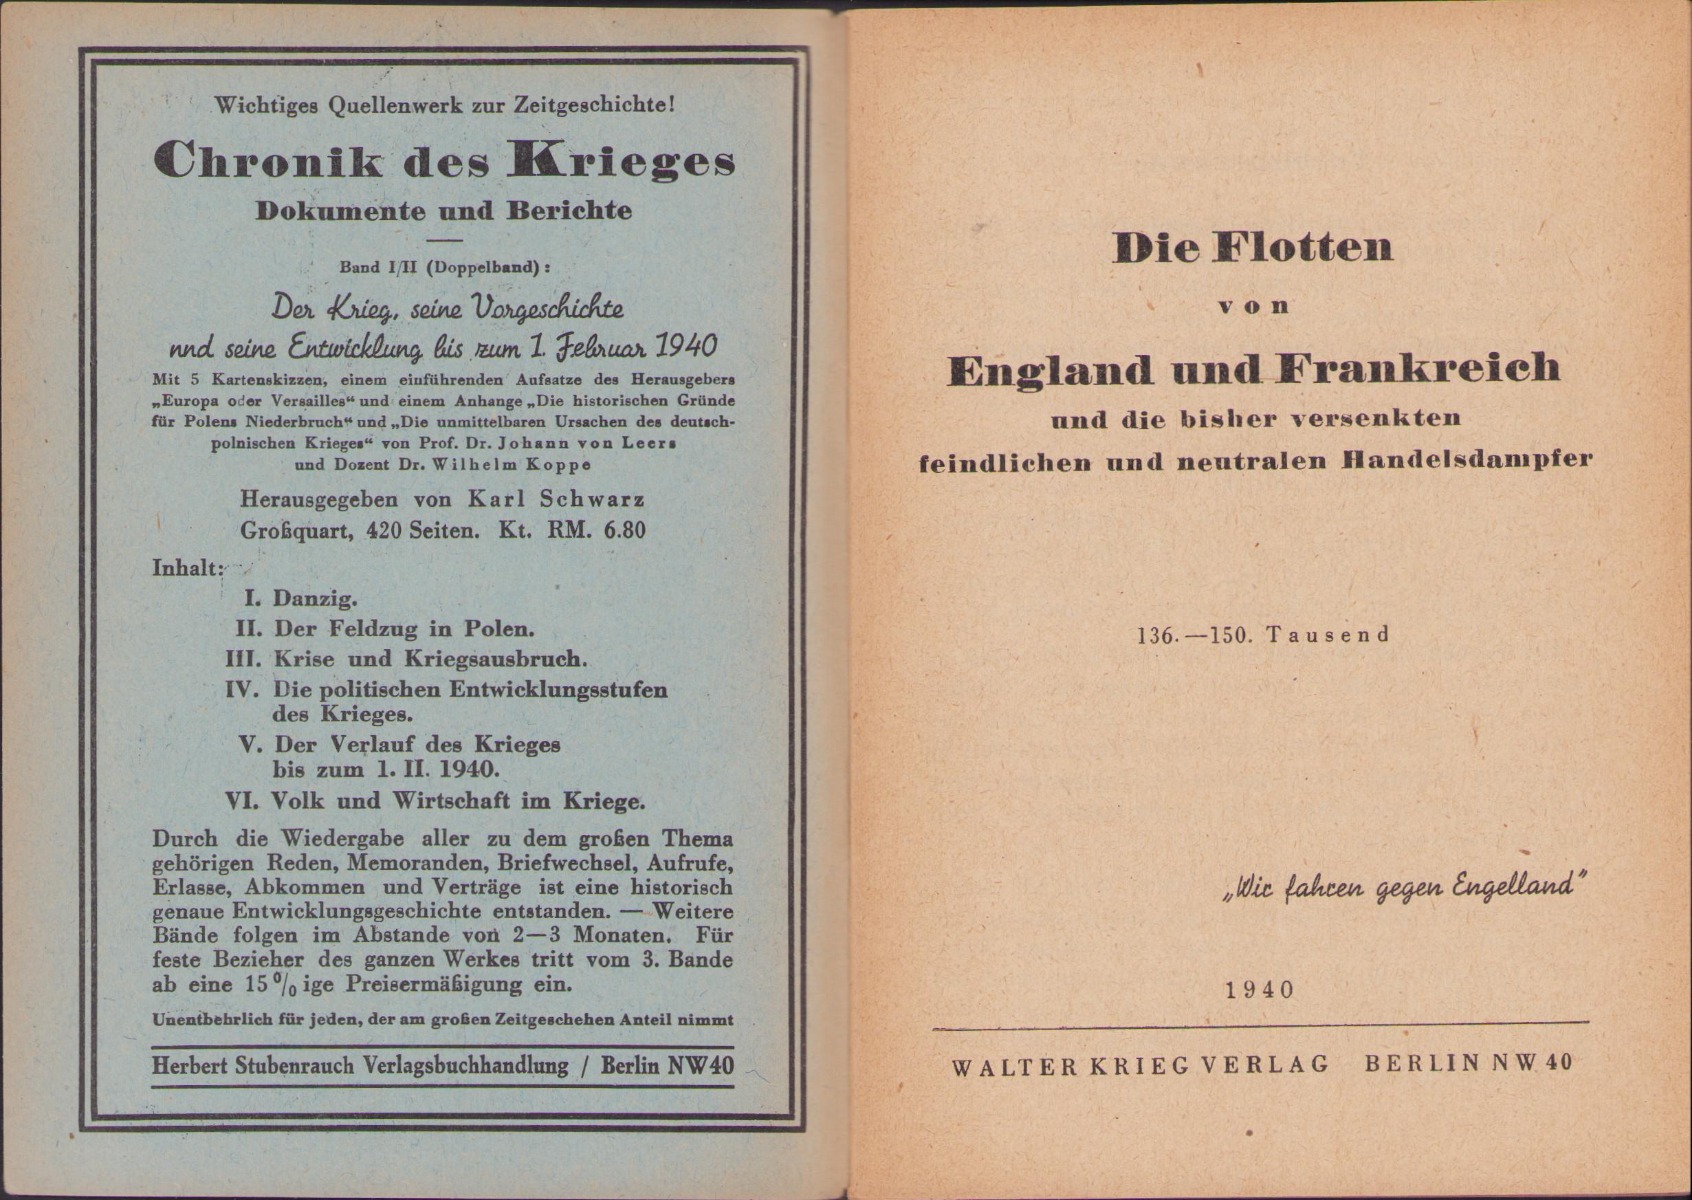 Wichtiges Quellenwerk zur Zeitgeschichte!
Chronik des Krieges
Dokumente und Berichte
Band I/II (Doppelband):
Der Krieg, seine Vorgeschichte
nnd seine Entwicklung bis zum 1. Februar 1940
Mit 5 Kartenskizzen, einem einführenden Aufsatze des Herausgebers
„Europa oder Versailles“ und einem Anhange „Die historischen Gründe
für Polens Niederbruch“ und „Die unmittelbaren Ursachen des deutsch-
polnischen Krieges“ von Prof. Dr. Johann von Leers
und Dozent Dr. Wilhelm Koppe
Herausgegeben von Karl Schwarz
Großquart, 420 Seiten. Kt. RM. 6.80
Inhalt:
I. Danzig.
II. Der Feldzug in Polen.
III. Krise und Kriegsausbruch.
IV. Die politischen Entwicklungsstufen
des Krieges.
V. Der Verlauf des Krieges
bis zum 1. II. 1940.
VI. Volk und Wirtschaft im Kriege.
Durch die Wiedergabe aller zu dem großen Thema
gehörigen Reden, Memoranden, Briefwechsel, Aufrufe,
Erlasse, Abkommen und Verträge ist eine historisch
genaue Entwicklungsgeschichte entstanden. — Weitere
Bände folgen im Abstande von 2—3 Monaten. Für
feste Bezieher des ganzen Werkes tritt vom 3. Bande
ab eine 15%ige Preisermäßigung ein.
Unentbehrlich für jeden, der am großen Zeitgeschehen Anteil nimmt
Herbert Stubenrauch Verlagsbuchhandlung / Berlin NW40
Die Flotten
von
England und Frankreich
und die bisher versenkten
feindlichen und neutralen Handelsdampfer
136.—150. Tausend
„Wir fahren gegen Engelland”
1940
WALTER KRIEG VERLAG BERLIN NW 40